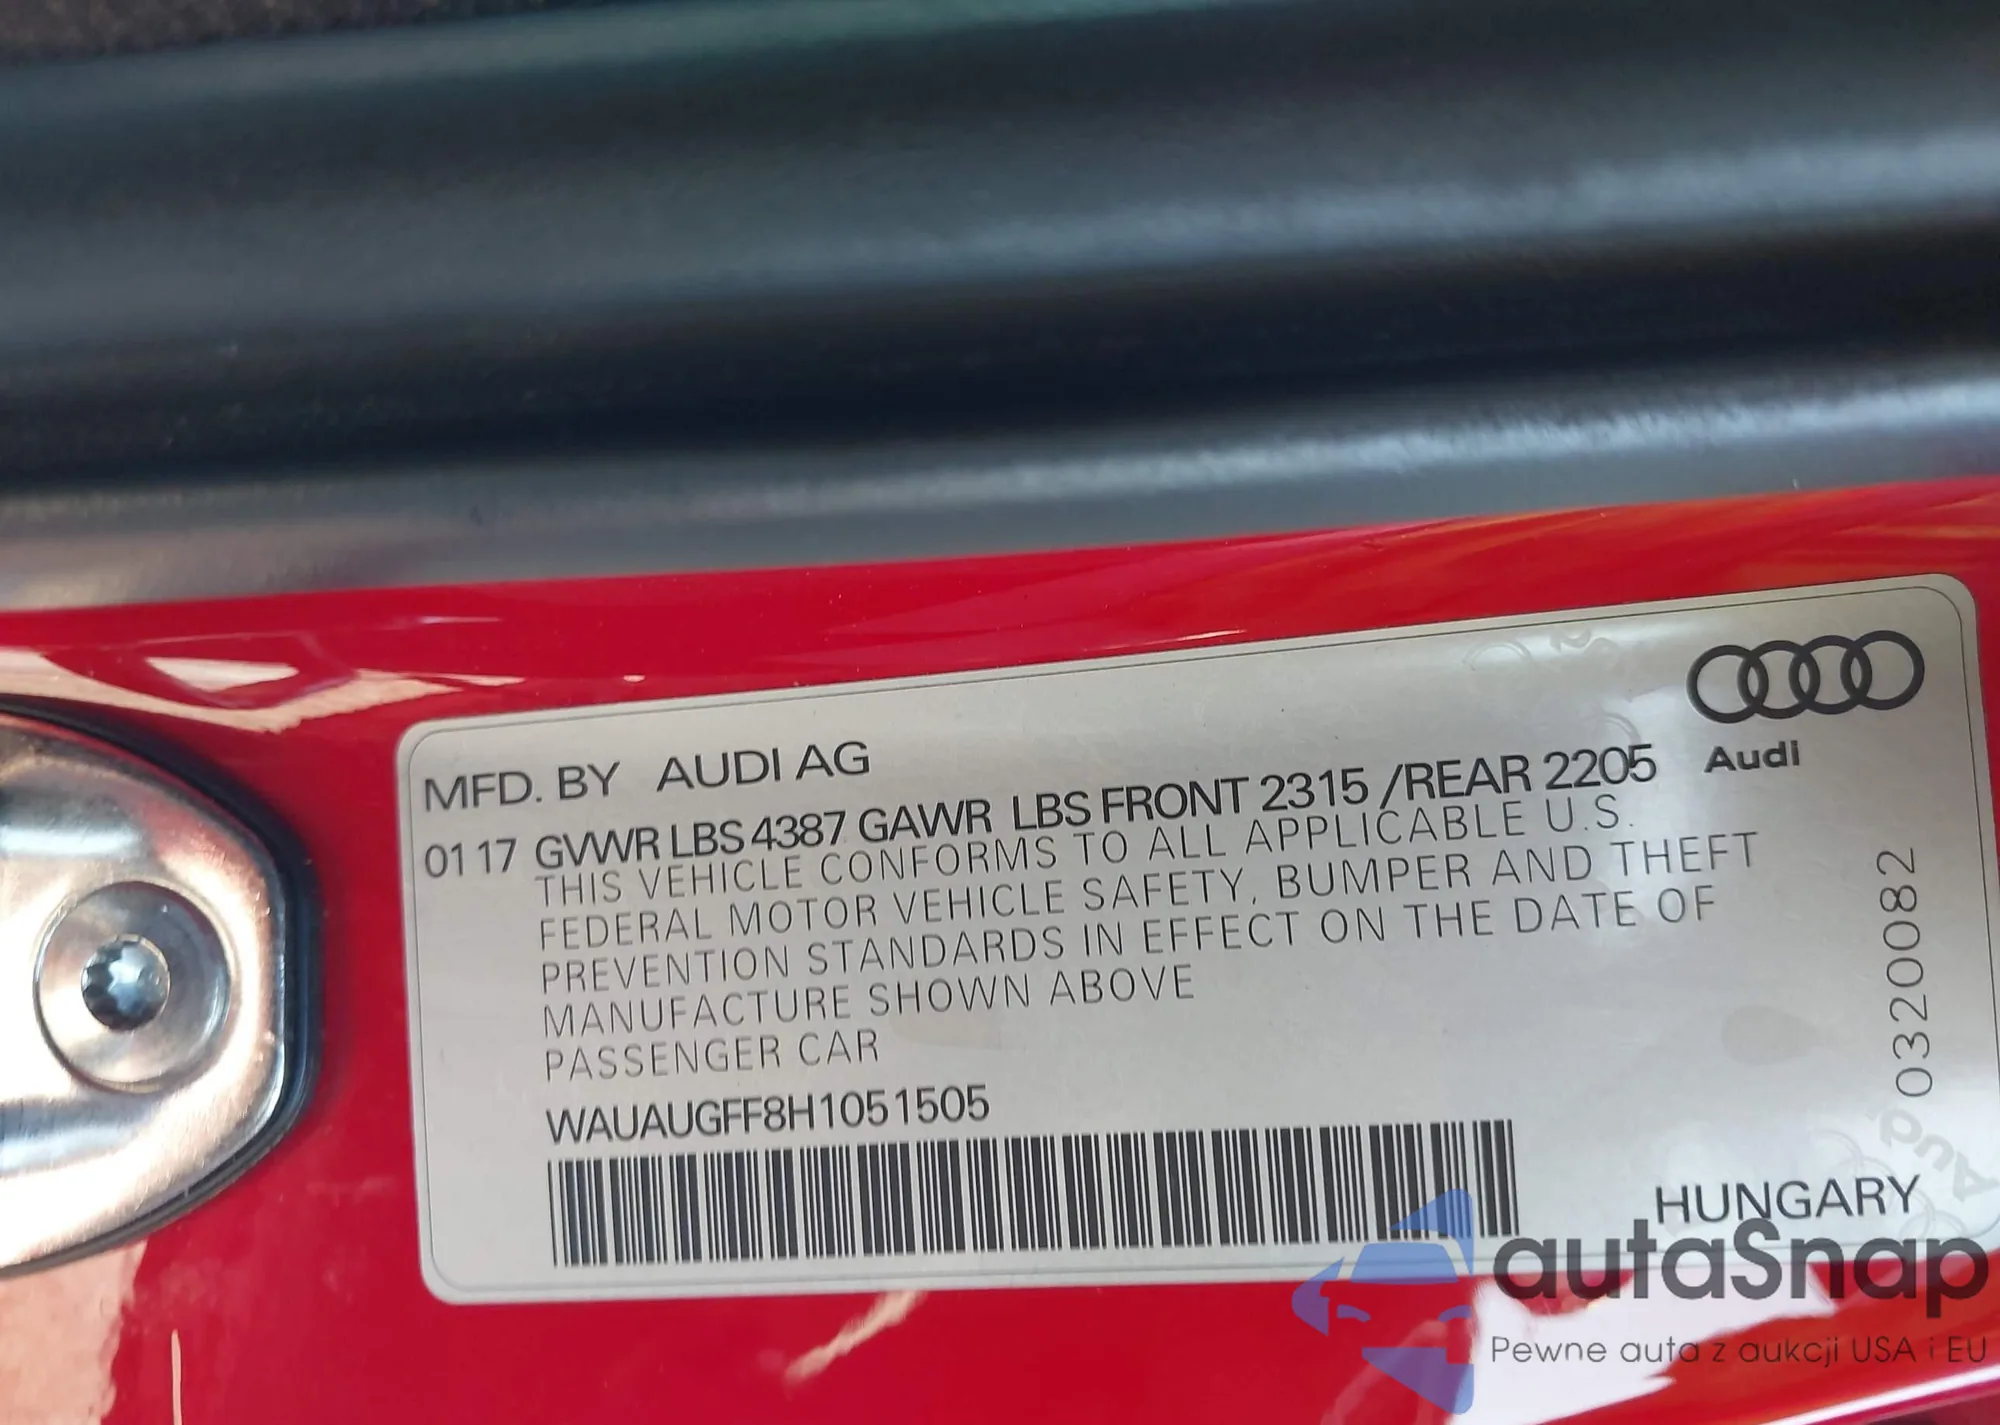 MFD. BY AUDI AG
0117 GVWR LBS 4387 GAWR LBS FRONT 2315 /REAR 2205
THIS VEHICLE CONFORMS TO ALL APPLICABLE U.S.
FEDERAL MOTOR VEHICLE SAFETY, BUMPER AND THEFT
PREVENTION STANDARDS IN EFFECT ON THE DATE OF
MANUFACTURE SHOWN ABOVE
PASSENGER CAR
WAUAUGFF8H1051505
Audi
0320082
HUNGARY
Audi
autaSnap
Pewne auta z aukcji USA i EU